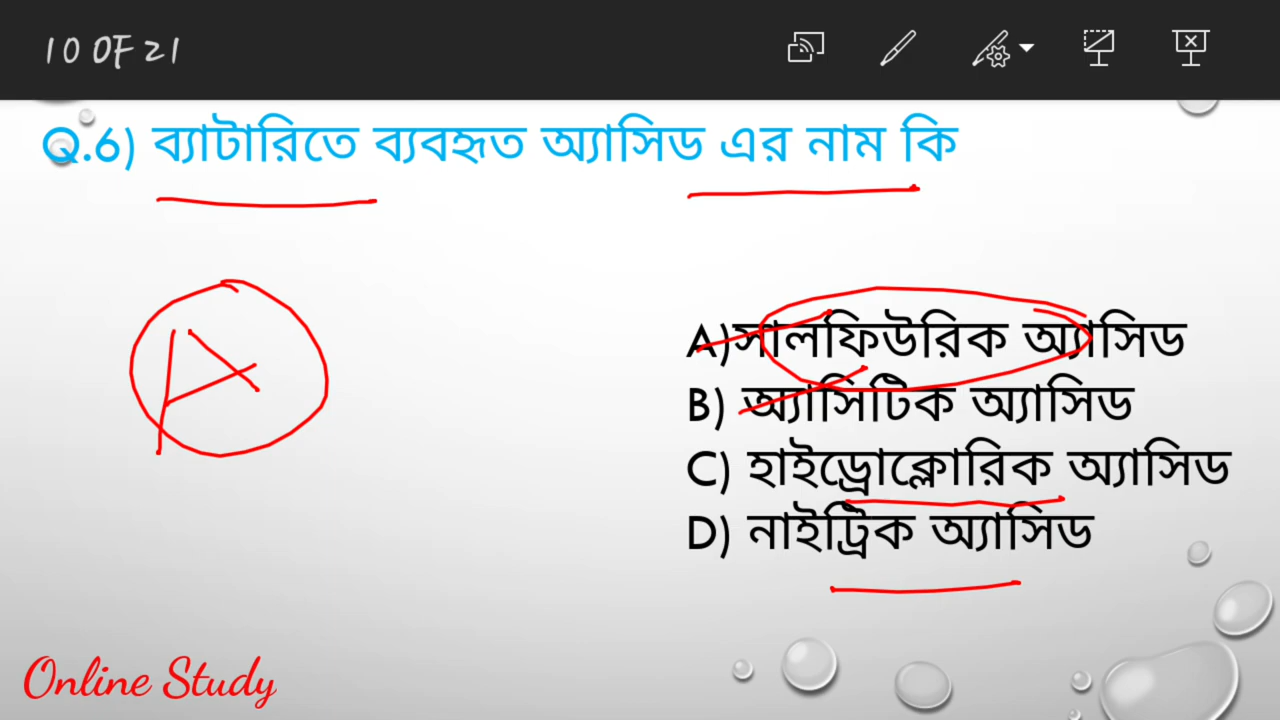 10 OF 21
Q.6) ব্যাটারিতে ব্যবহৃত অ্যাসিড এর নাম কি
A
A)সালফিউরিক অ্যাসিড
B) অ্যাসিটিক অ্যাসিড
C) হাইড্রোক্লোরিক অ্যাসিড
D) নাইট্রিক অ্যাসিড
Online Study